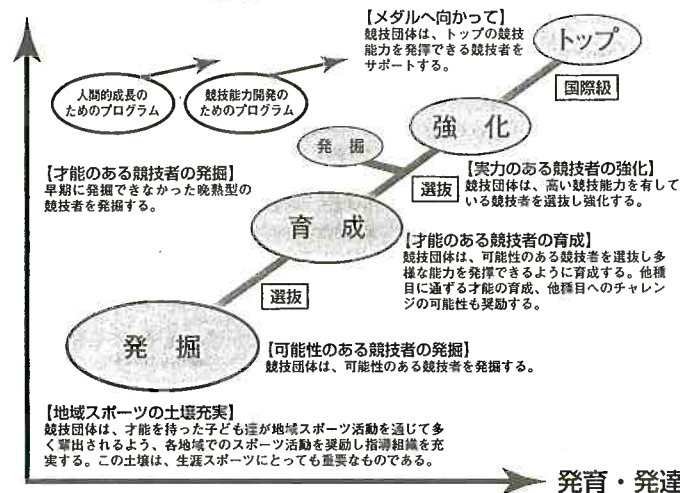 【メダルへ向かって】
競技団体は、トップの競技
能力を発揮できる競技者を
サポートする。
トップ
国際級
人間的成長の
ためのプログラム
競技能力開発の
ためのプログラム
強 化
発 掘
【才能のある競技者の発掘】
早期に発掘できなかった晩熟型の
競技者を発掘する。
選抜
【実力のある競技者の強化】
競技団体は、高い競技能力を有して
いる競技者を選抜し強化する。
育 成
【才能のある競技者の育成】
競技団体は、可能性のある競技者を選抜し多
様な能力を発揮できるように育成する。他種
目に通ずる才能の育成、他種目へのチャレン
ジの可能性も奨励する。
選抜
発 掘
【可能性のある競技者の発掘】
競技団体は、可能性のある競技者を発掘する。
【地域スポーツの土壌充実】
競技団体は、才能を持った子ども達が地域スポーツ活動を通じて多
く輩出されるよう、各地域でのスポーツ活動を奨励し指導組織を充
実する。この土壌は、生涯スポーツにとっても重要なものである。
発育・発達